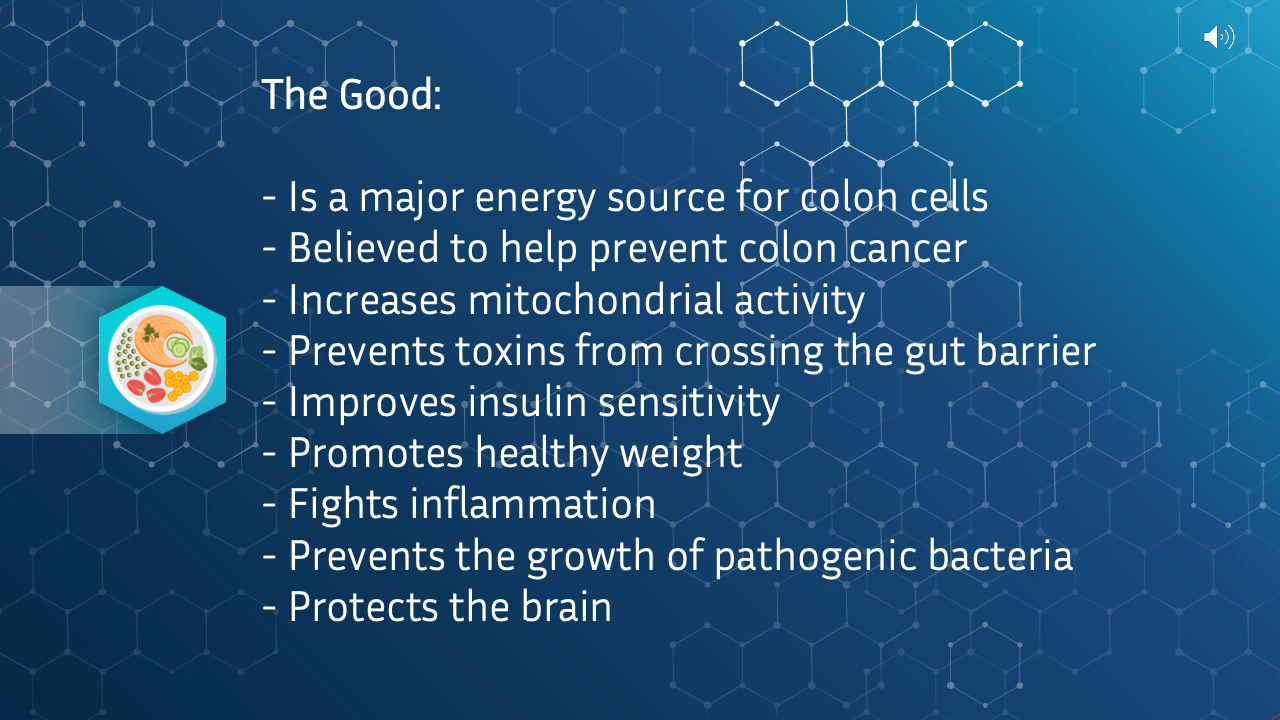 The Good:
- Is a major energy source for colon cells
- Believed to help prevent colon cancer
- Increases mitochondrial activity
- Prevents toxins from crossing the gut barrier
- Improves insulin sensitivity
- Promotes healthy weight
- Fights inflammation
- Prevents the growth of pathogenic bacteria
- Protects the brain